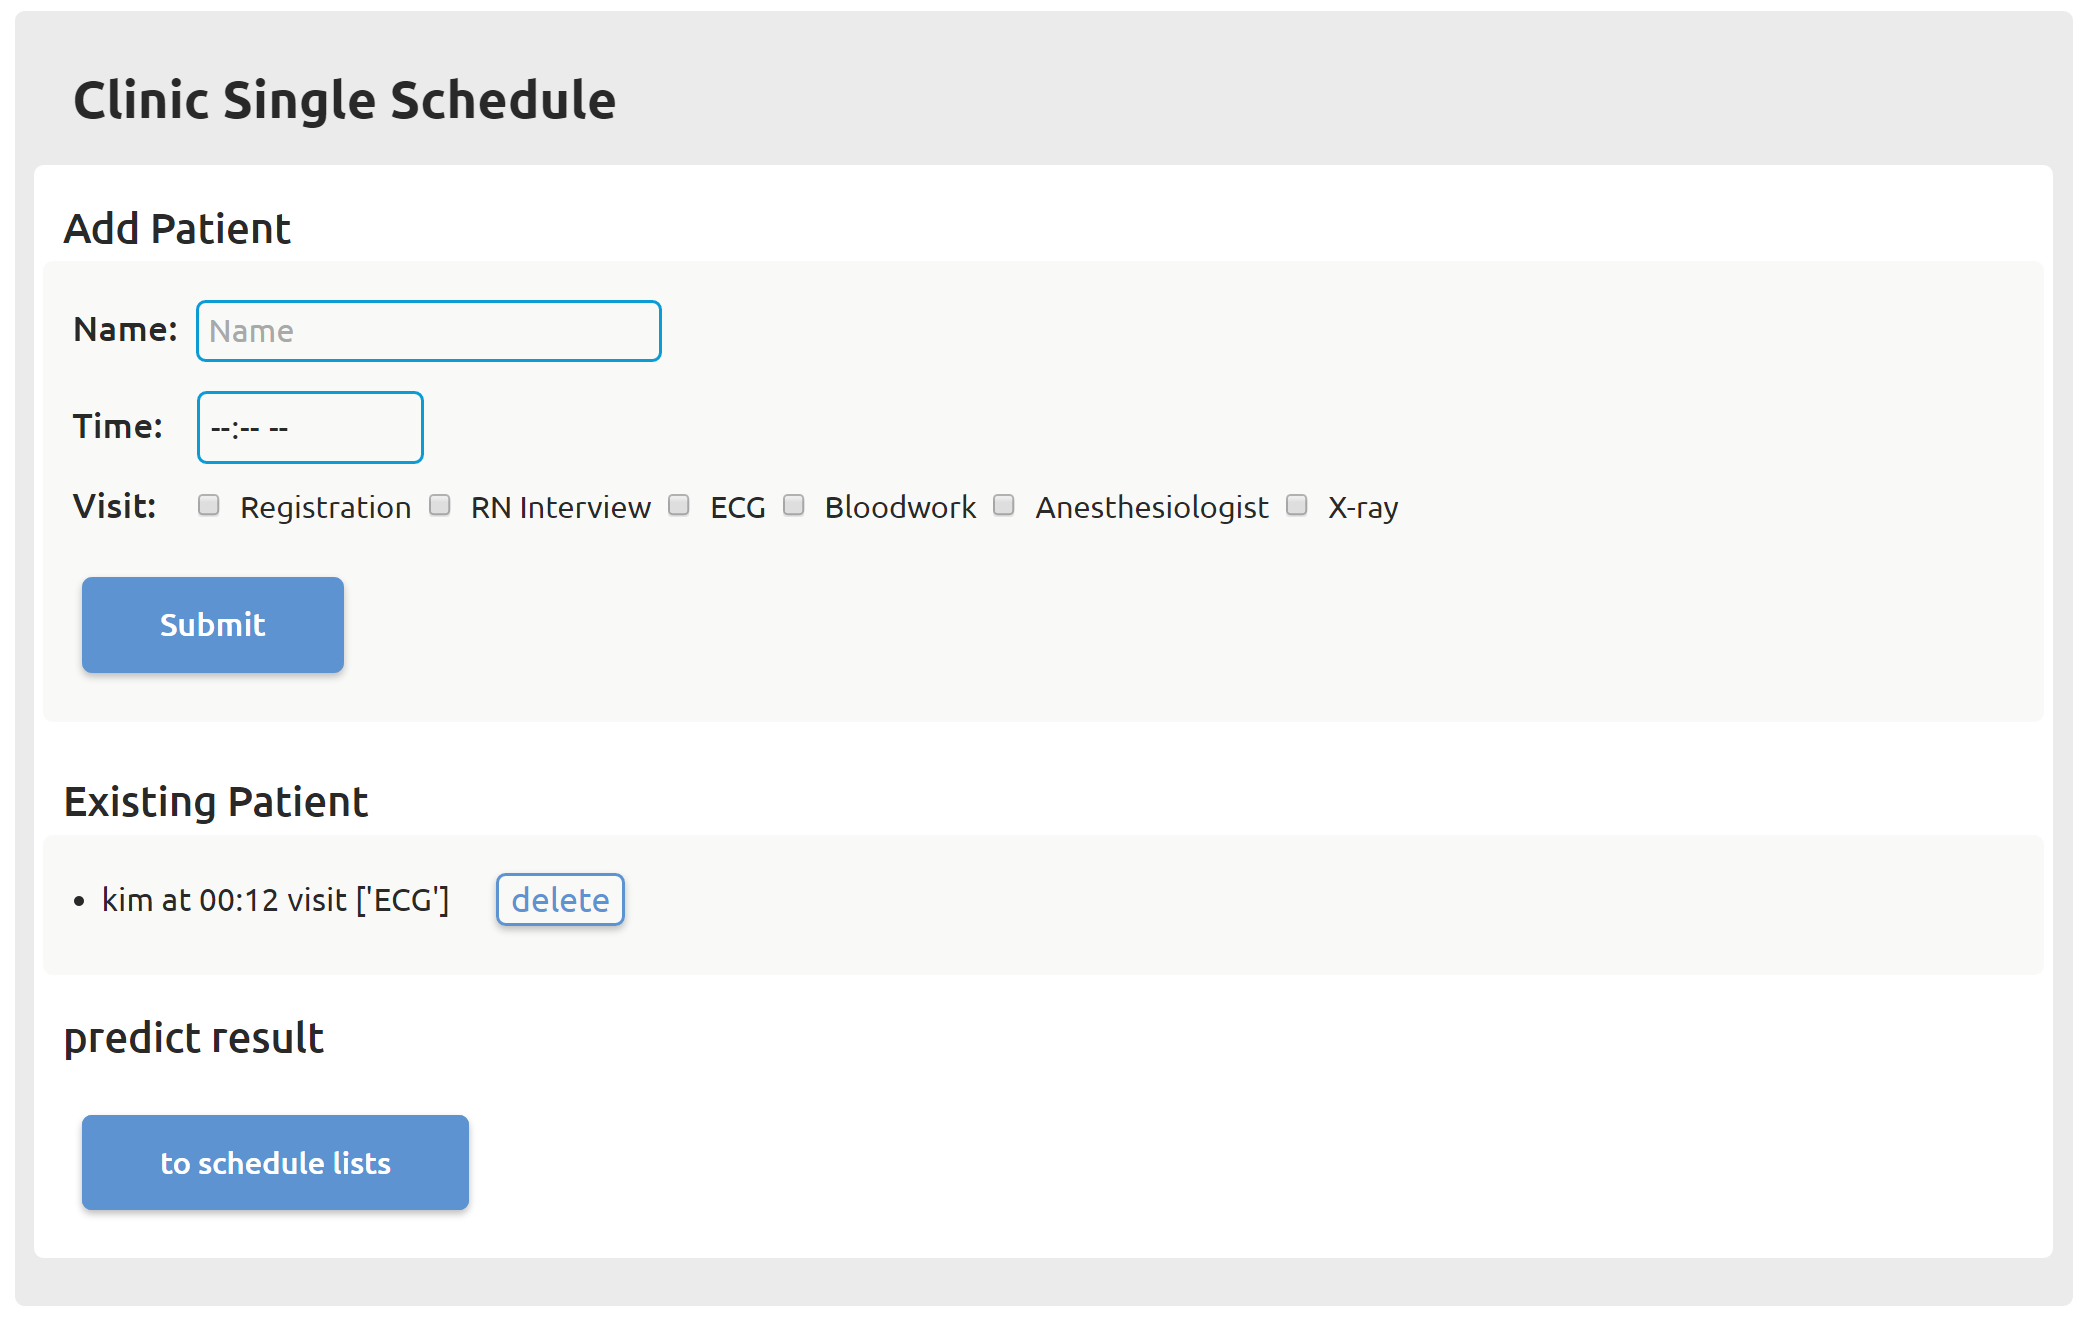 Clinic Single Schedule
Add Patient
Name: Name
Time: --:-- --
Visit: Registration RN Interview ECG Bloodwork Anesthesiologist X-ray
Submit
Existing Patient
• kim at 00:12 visit ['ECG'] delete
predict result
to schedule lists